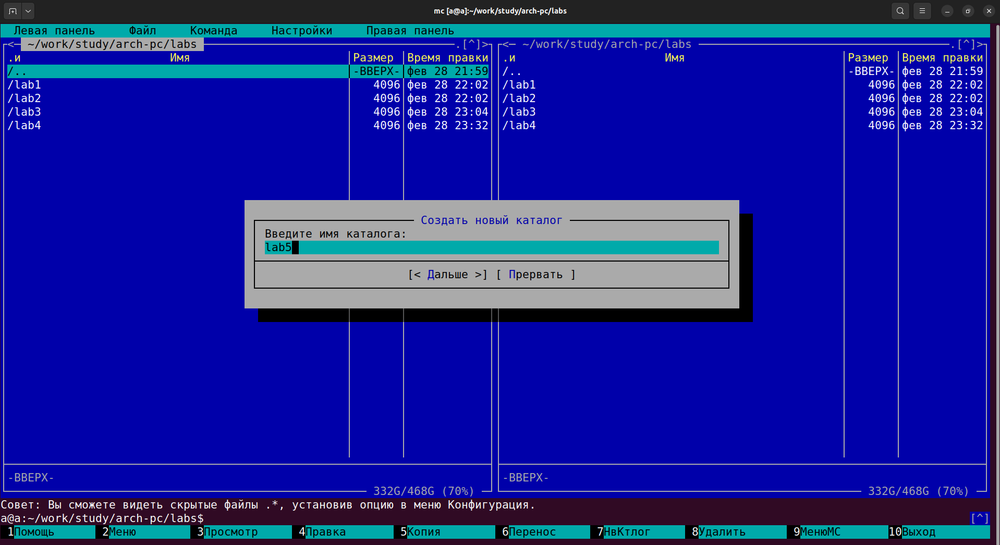 mc [a@a]:~/work/study/arch-pc/labs
Левая панель Файл Команда Настройки Правая панель
<─ ~/work/study/arch-pc/labs ─.[^]>
.и Имя Размер Время правки
/.. -ВВЕРХ- фев 28 21:59
/lab1 4096 фев 28 22:02
/lab2 4096 фев 28 22:02
/lab3 4096 фев 28 23:04
/lab4 4096 фев 28 23:32
-ВВЕРХ-
332G/468G (70%)
<─ ~/work/study/arch-pc/labs ─.[^]>
.и Имя Размер Время правки
/.. -ВВЕРХ- фев 28 21:59
/lab1 4096 фев 28 22:02
/lab2 4096 фев 28 22:02
/lab3 4096 фев 28 23:04
/lab4 4096 фев 28 23:32
-ВВЕРХ-
332G/468G (70%)
Создать новый каталог
Введите имя каталога:
lab5
[< Дальше >] [ Прервать ]
Совет: Вы сможете видеть скрытые файлы .*, установив опцию в меню Конфигурация.
a@a:~/work/study/arch-pc/labs$ [^]
1Помощь 2Меню 3Просмотр 4Правка 5Копия 6Перенос 7НвКтлог 8Удалить 9МенюМС 10Выход